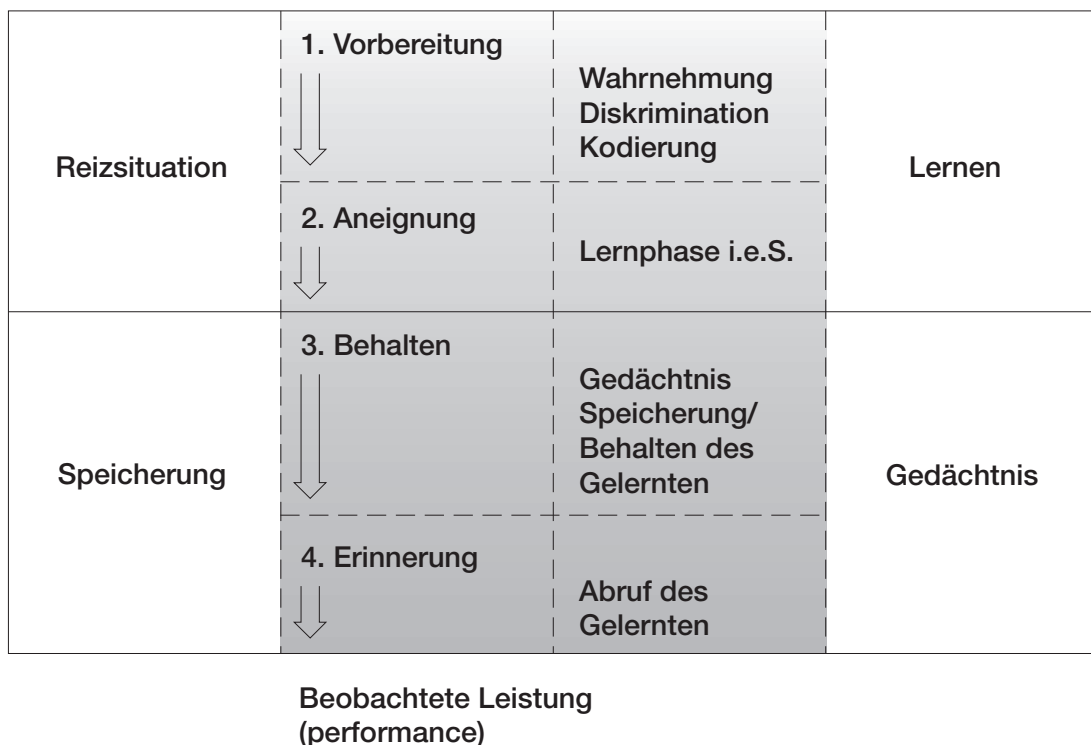 1. Vorbereitung
Wahrnehmung
Diskrimination
Kodierung
Reizsituation
Lernen
2. Aneignung
Lernphase i.e.S.
3. Behalten
Gedächtnis
Speicherung/
Behalten des
Gelernten
Speicherung
Gedächtnis
4. Erinnerung
Abruf des
Gelernten
Beobachtete Leistung
(performance)